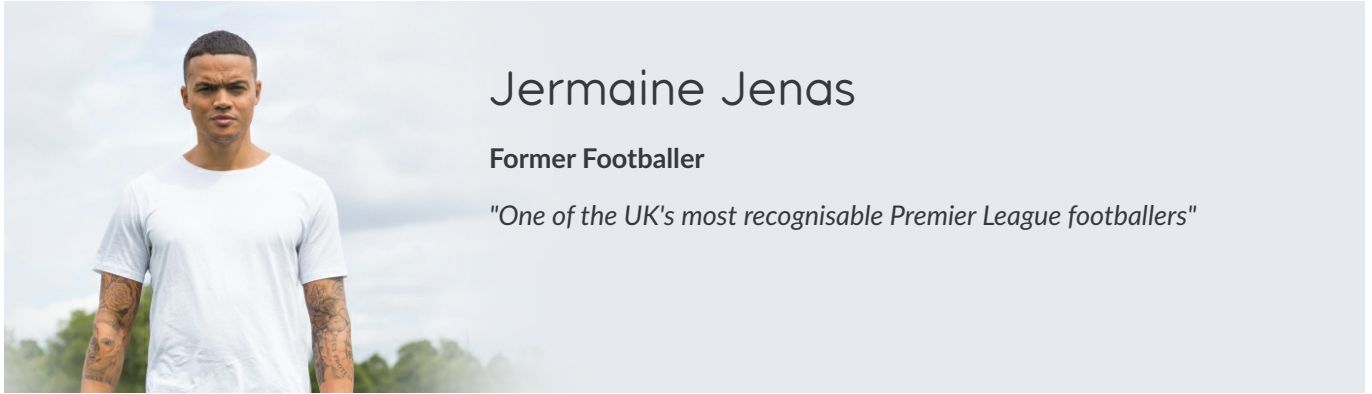 Jermaine Jenas
Former Footballer
"One of the UK's most recognisable Premier League footballers"